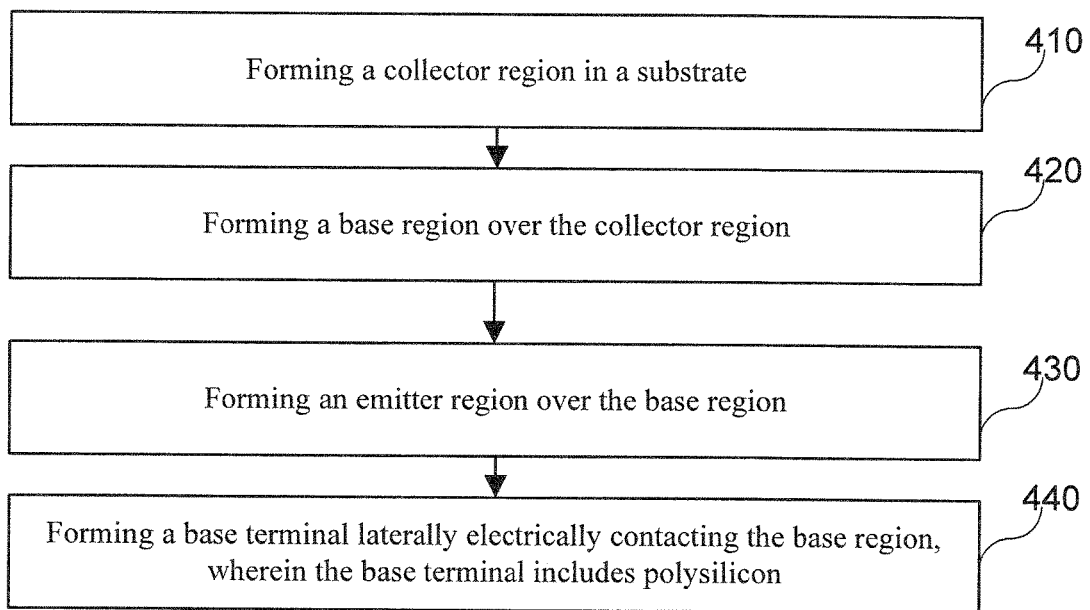 Forming a collector region in a substrate
410
Forming a base region over the collector region
420
Forming an emitter region over the base region
430
Forming a base terminal laterally electrically contacting the base region,
wherein the base terminal includes polysilicon
440